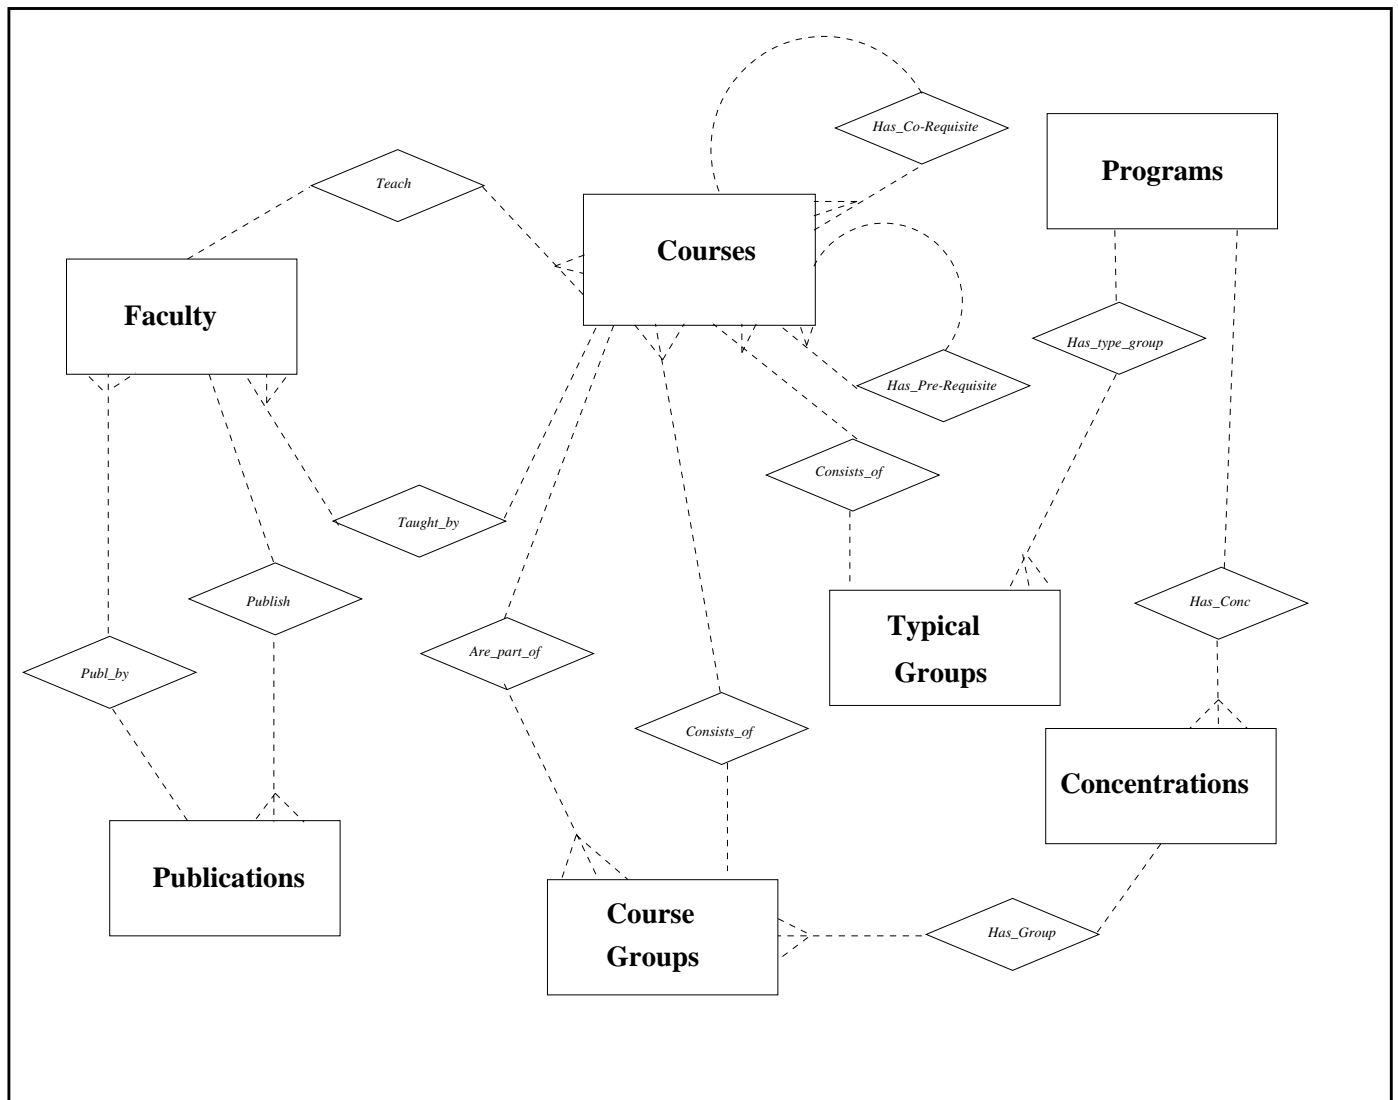 Has_Co-Requisite
Programs
Teach
Courses
Faculty
Has_type_group
Has_Pre-Requisite
Consists_of
Taught_by
Publish
Has_Conc
Typical
Groups
Are_part_of
Publ_by
Consists_of
Concentrations
Publications
Course
Groups
Has_Group